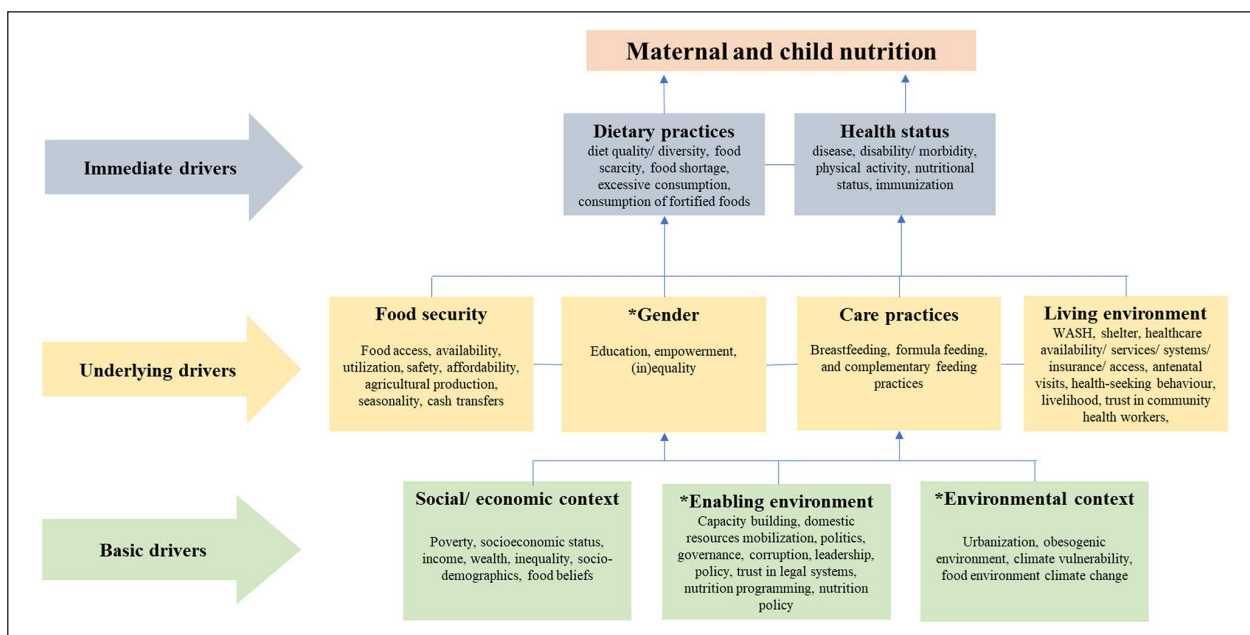 Maternal and child nutrition
Immediate drivers
Dietary practices
diet quality/ diversity, food
scarcity, food shortage,
excessive consumption,
consumption of fortified foods
Health status
disease, disability/ morbidity,
physical activity, nutritional
status, immunization
Underlying drivers
Food security
Food access, availability,
utilization, safety, affordability,
agricultural production,
seasonality, cash transfers
*Gender
Education, empowerment,
(in)equality
Care practices
Breastfeeding, formula feeding,
and complementary feeding
practices
Living environment
WASH, shelter, healthcare
availability/ services/ systems/
insurance/ access, antenatal
visits, health-seeking behaviour,
livelihood, trust in community
health workers,
Basic drivers
Social/ economic context
Poverty, socioeconomic status,
income, wealth, inequality, socio-
demographics, food beliefs
*Enabling environment
Capacity building, domestic
resources mobilization, politics,
governance, corruption, leadership,
policy, trust in legal systems,
nutrition programming, nutrition
policy
*Environmental context
Urbanization, obesogenic
environment, climate vulnerability,
food environment climate change